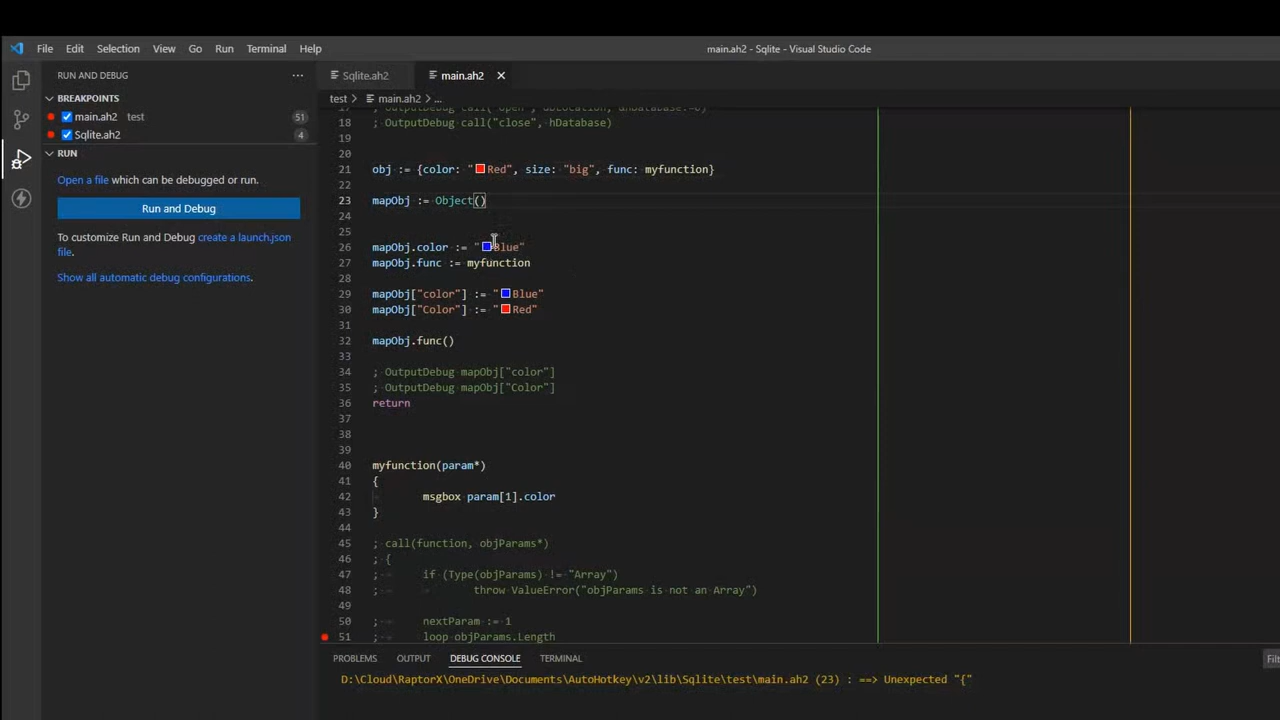 File Edit Selection View Go Run Terminal Help
main.ah2 - Sqlite - Visual Studio Code
RUN AND DEBUG ···
BREAKPOINTS
main.ah2 test 51
Sqlite.ah2 4
RUN
Open a file which can be debugged or run.
Run and Debug
To customize Run and Debug create a launch.json
file.
Show all automatic debug configurations.
Sqlite.ah2 main.ah2
test > main.ah2 > ...
17 ; OutputDebug call("open", dbLocation,
18 ; OutputDebug call("close", hDatabase)
19
20
21 obj := {color: "Red", size: "big", func: myfunction}
22
23 mapObj := Object()
24
25
26 mapObj.color := "Blue"
27 mapObj.func := myfunction
28
29 mapObj["color"] := "Blue"
30 mapObj["Color"] := "Red"
31
32 mapObj.func()
33
34 ; OutputDebug mapObj["color"]
35 ; OutputDebug mapObj["Color"]
36 return
37
38
39
40 myfunction(param*)
41 {
42 msgbox param[1].color
43 }
44
45 ; call(function, objParams*)
46 ; {
47 ; if (Type(objParams) != "Array")
48 ; throw ValueError("objParams is not an Array")
49
50 ; nextParam := 1
51 ; loop objParams.Length
PROBLEMS OUTPUT DEBUG CONSOLE TERMINAL
D:\Cloud\RaptorX\OneDrive\Documents\AutoHotkey\v2\lib\Sqlite\test\main.ah2 (23) : ==> Unexpected "{"